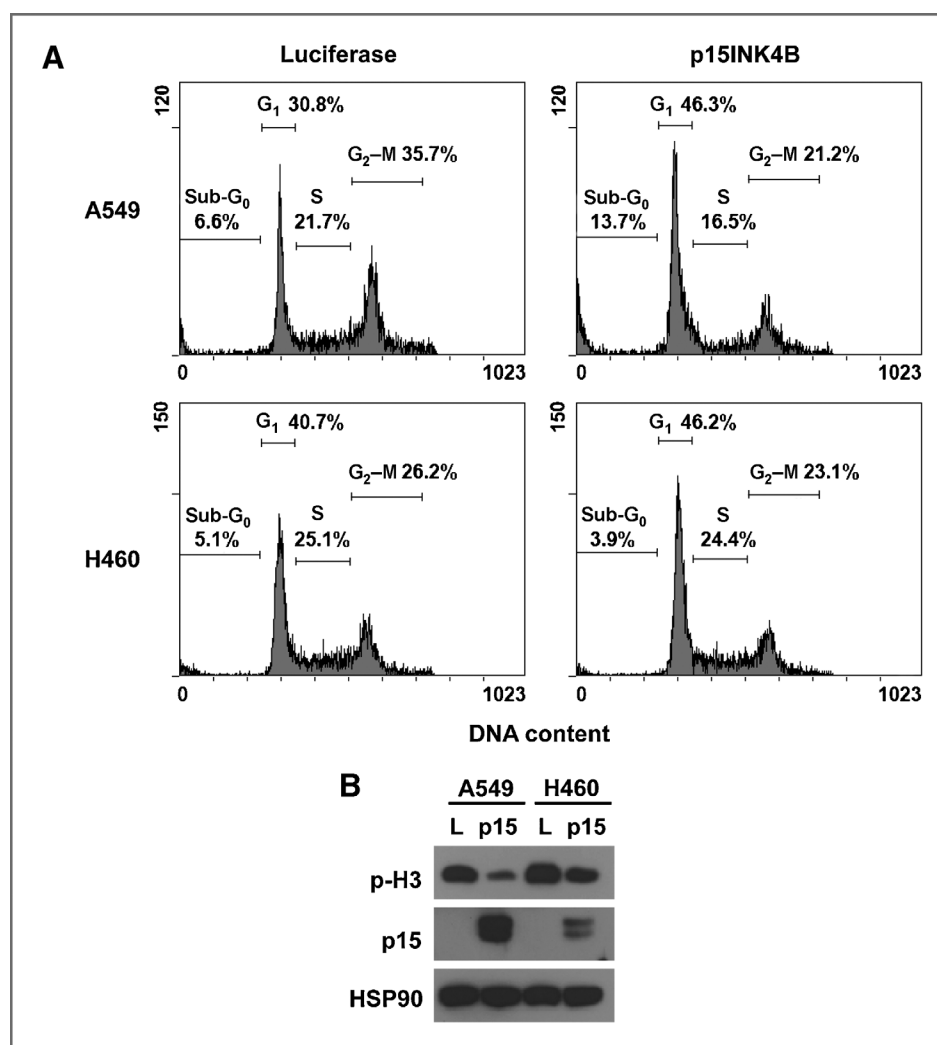 A
Luciferase
p15INK4B
A549
120
G₁ 30.8%
G₂–M 35.7%
Sub-G₀
6.6%
S
21.7%
0
1023
120
G₁ 46.3%
G₂–M 21.2%
Sub-G₀
13.7%
S
16.5%
0
1023
H460
150
G₁ 40.7%
G₂–M 26.2%
Sub-G₀
5.1%
S
25.1%
0
1023
150
G₁ 46.2%
G₂–M 23.1%
Sub-G₀
3.9%
S
24.4%
0
1023
DNA content
B
A549 H460
L p15 L p15
p-H3
p15
HSP90